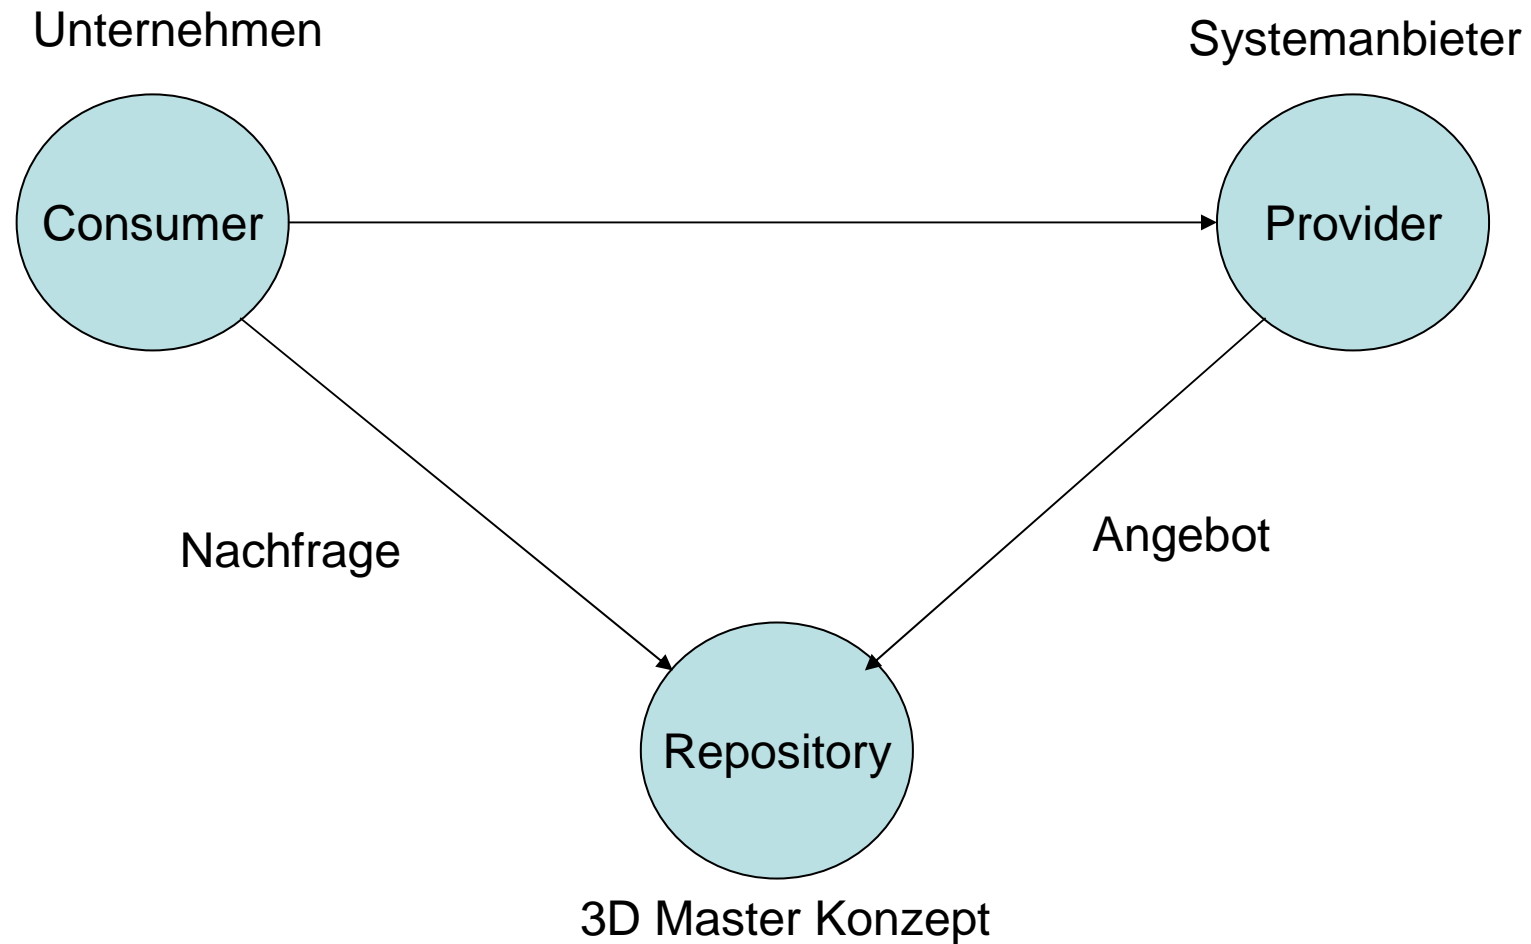 Unternehmen
Systemanbieter
Consumer
Provider
Nachfrage
Angebot
Repository
3D Master Konzept